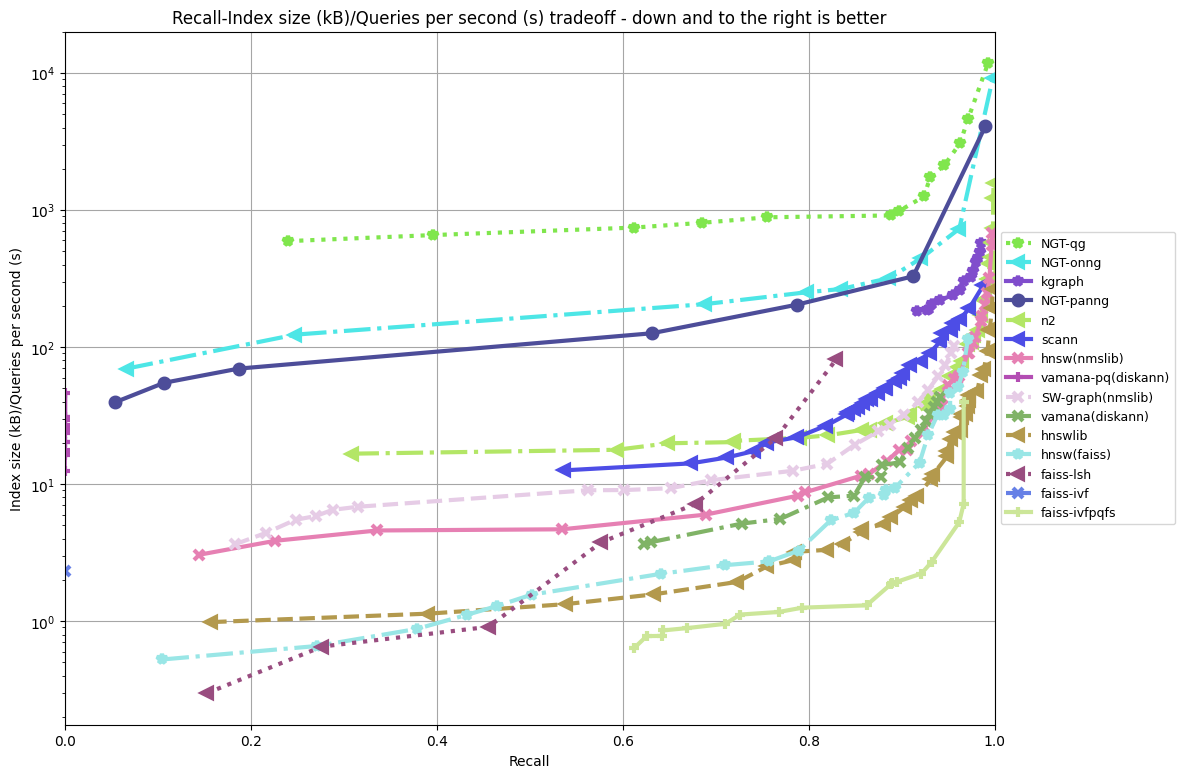 Recall-Index size (kB)/Queries per second (s) tradeoff - down and to the right is better
Index size (kB)/Queries per second (s)
10^4
10^3
10^2
10^1
10^0
0.0 0.2 0.4 0.6 0.8 1.0
Recall
NGT-qg
NGT-onng
kgraph
NGT-panng
n2
scann
hnsw(nmslib)
vamana-pq(diskann)
SW-graph(nmslib)
vamana(diskann)
hnswlib
hnsw(faiss)
faiss-lsh
faiss-ivf
faiss-ivfpqfs